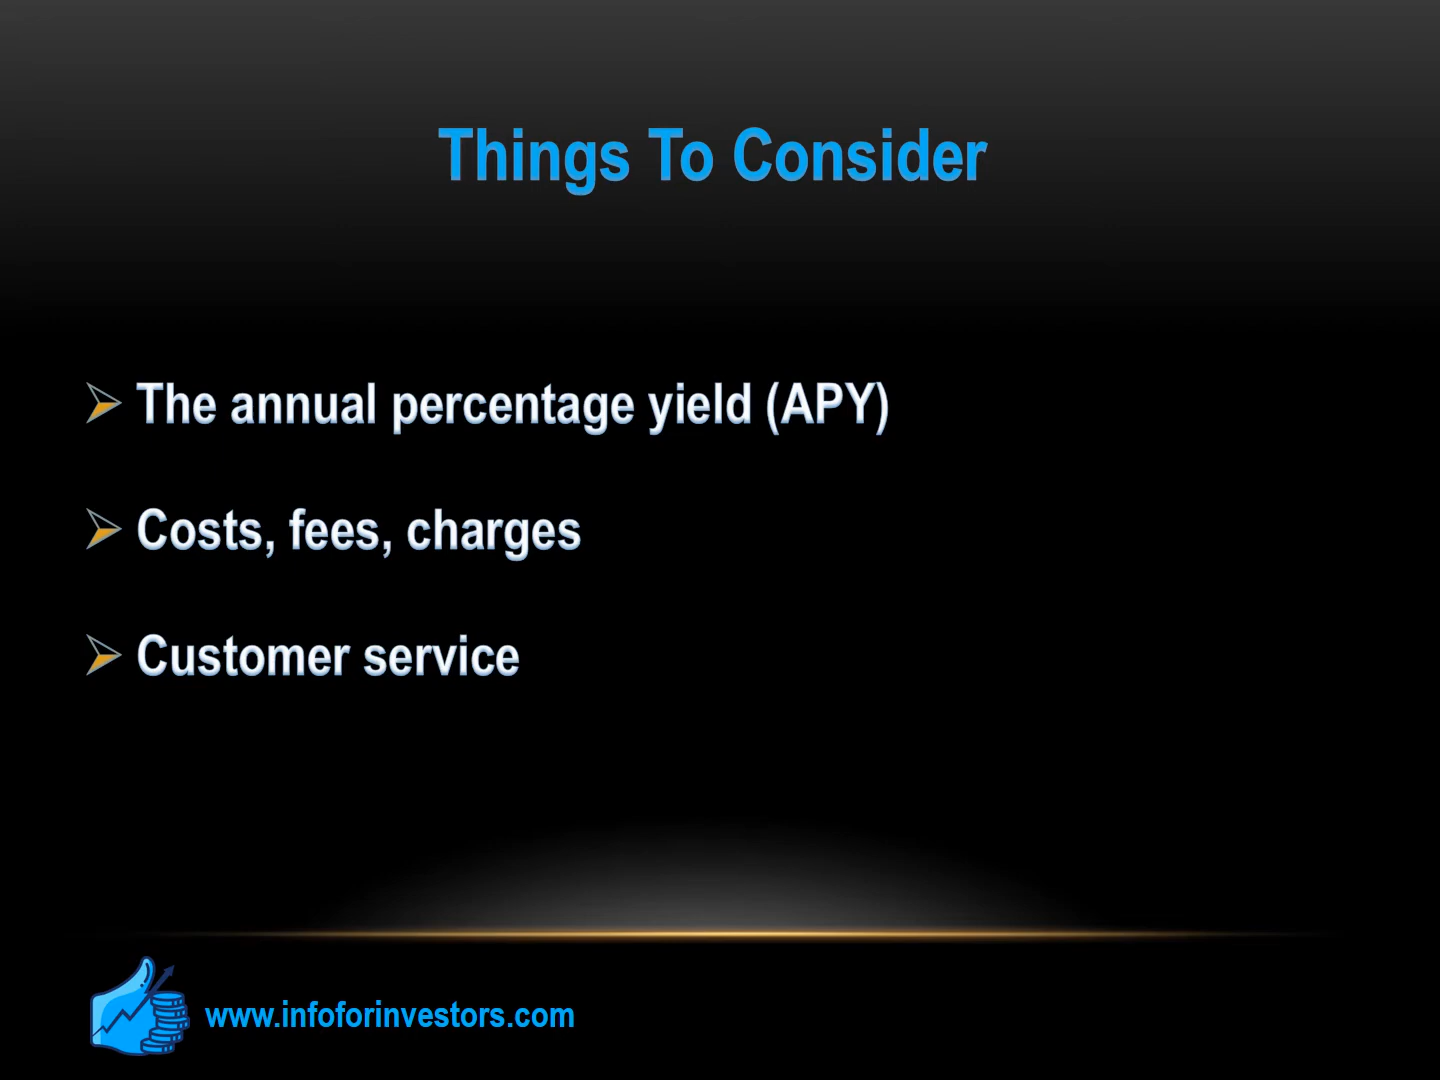 Things To Consider
The annual percentage yield (APY)
Costs, fees, charges
Customer service
www.infoforinvestors.com